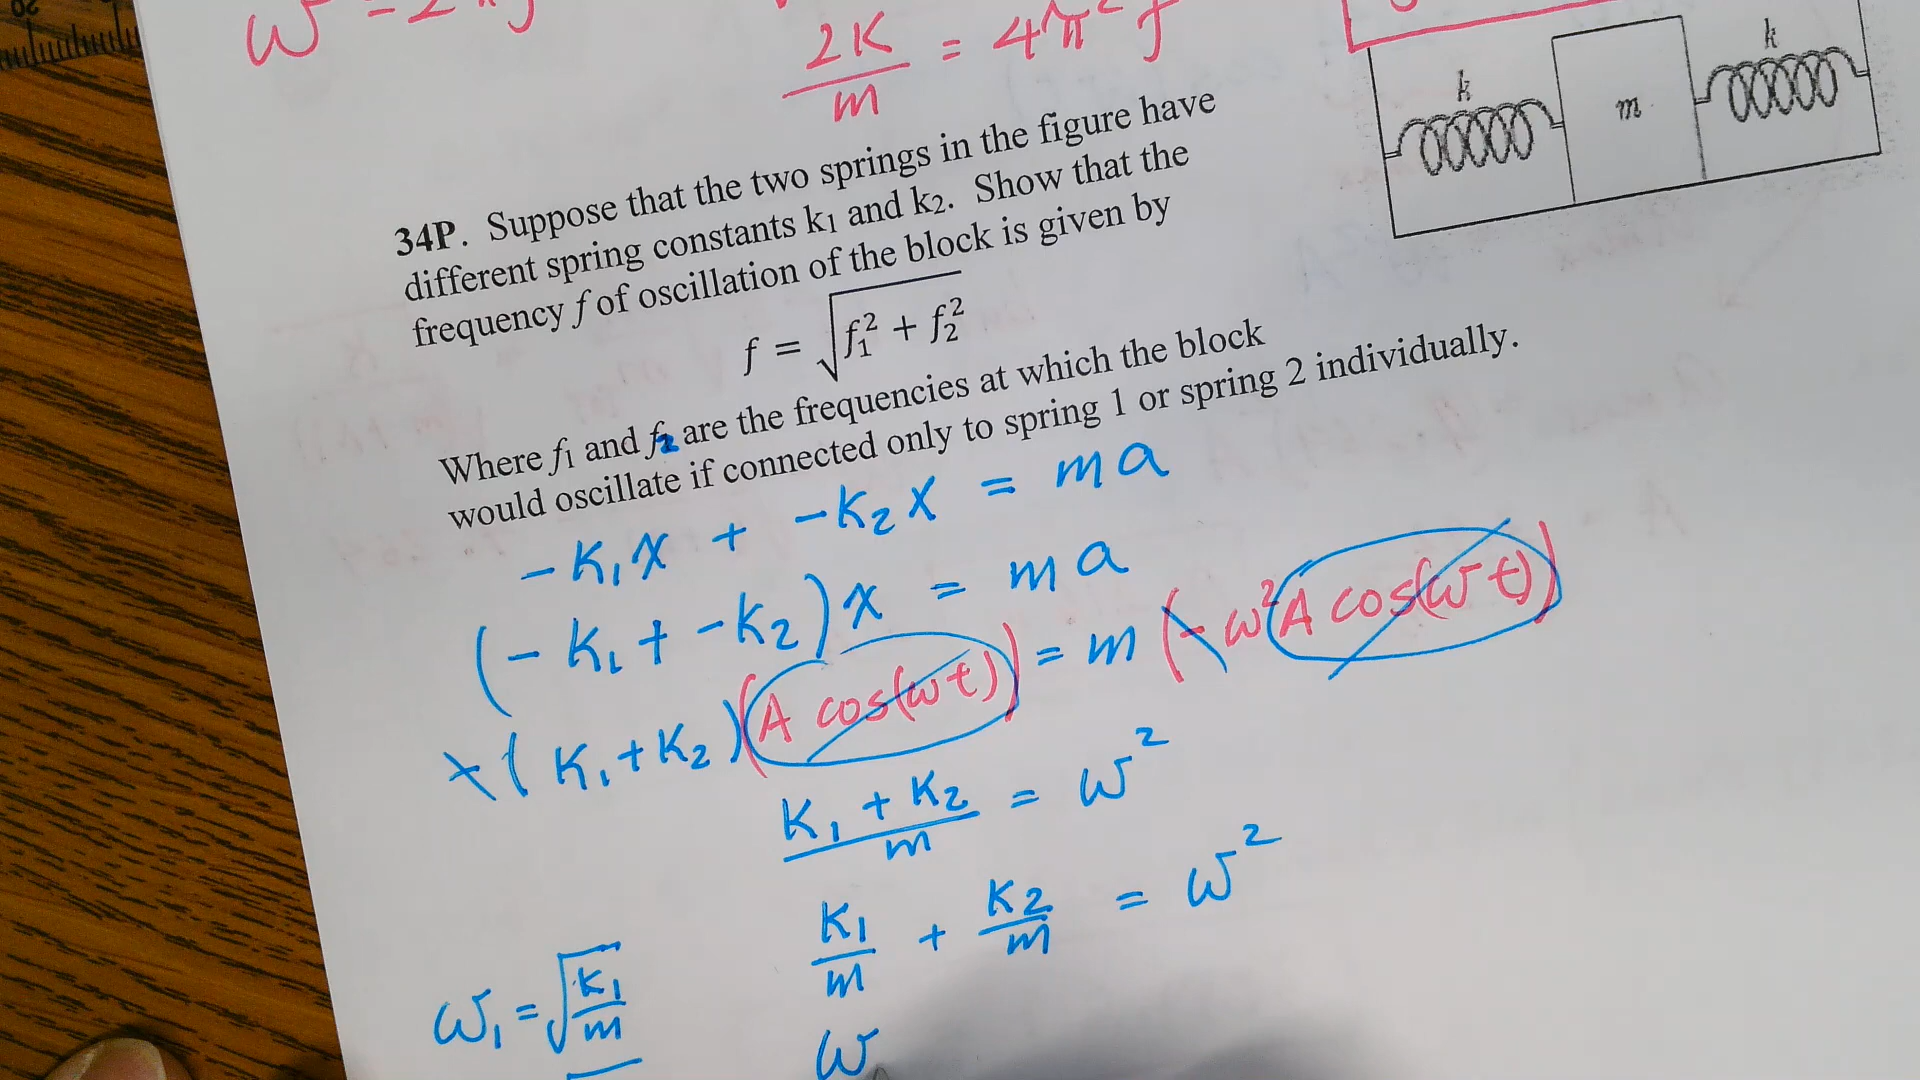 ω = 2π
2K/m = 4π² f
k
m
k
34P. Suppose that the two springs in the figure have
different spring constants k₁ and k₂. Show that the
frequency f of oscillation of the block is given by
f = √(f₁² + f₂²)
Where f₁ and f₂ are the frequencies at which the block
would oscillate if connected only to spring 1 or spring 2 individually.
-K₁x + -K₂x = ma
(-K₁ + -K₂)x = ma
-(K₁+K₂)(A cos(ωt)) = m(-ω²A cos(ωt))
(K₁ + K₂)/m = ω²
K₁/m + K₂/m = ω²
ω₁ = √(K₁/m)
ω